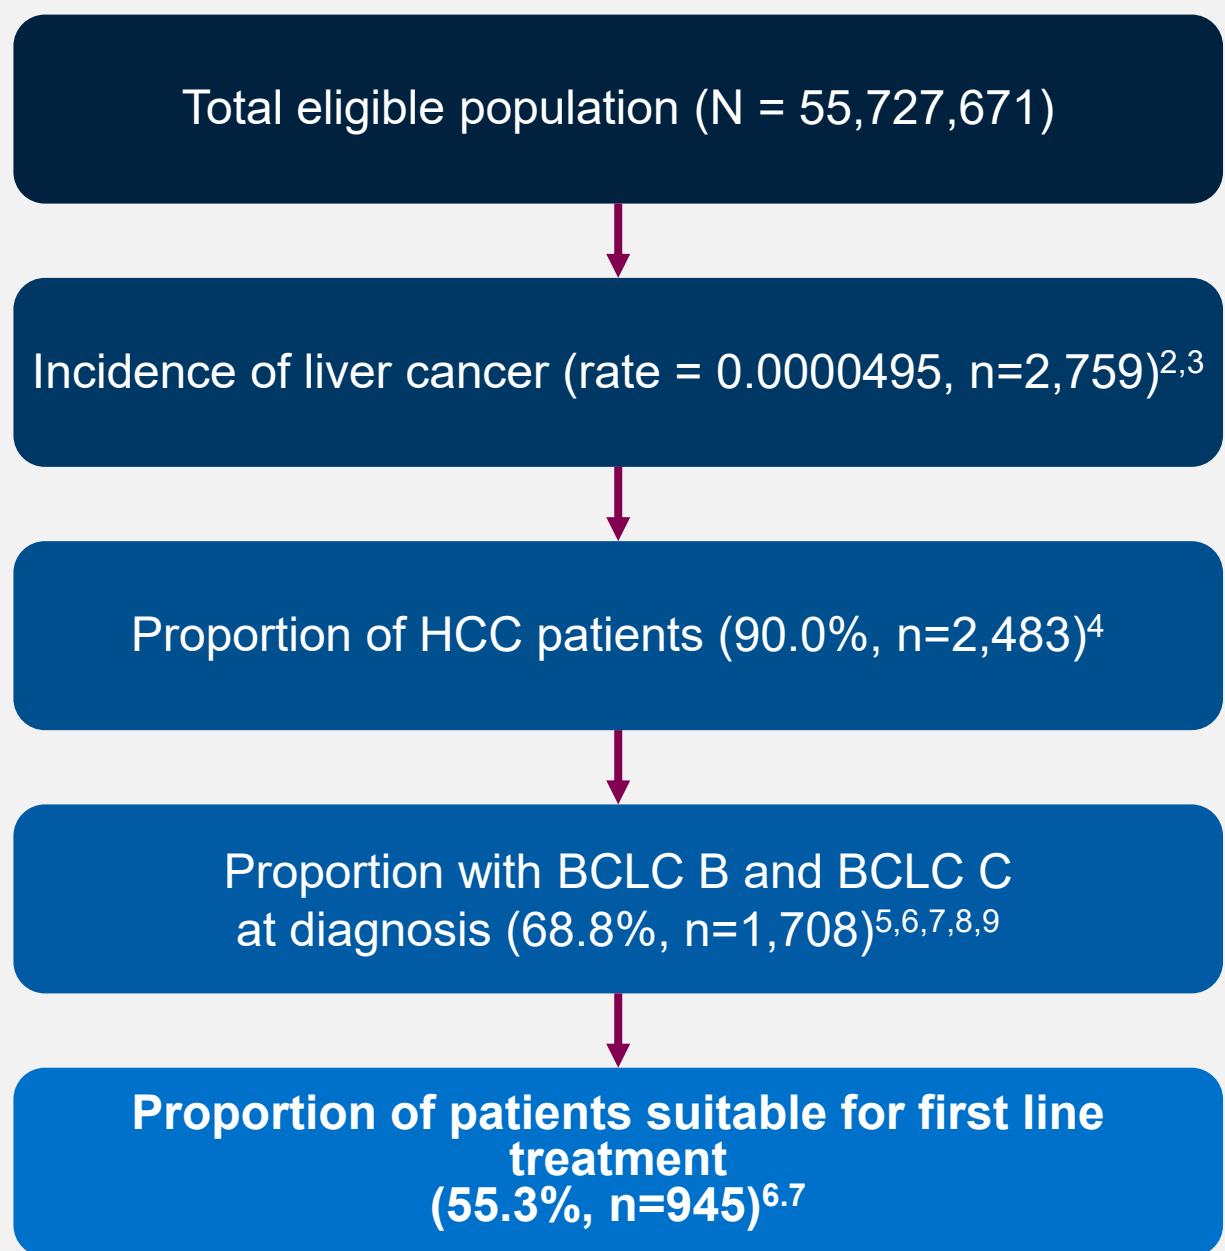 Total eligible population (N = 55,727,671)
Incidence of liver cancer (rate = 0.0000495, n=2,759)2,3
Proportion of HCC patients (90.0%, n=2,483)4
Proportion with BCLC B and BCLC C
at diagnosis (68.8%, n=1,708)5,6,7,8,9
Proportion of patients suitable for first line
treatment
(55.3%, n=945)6.7